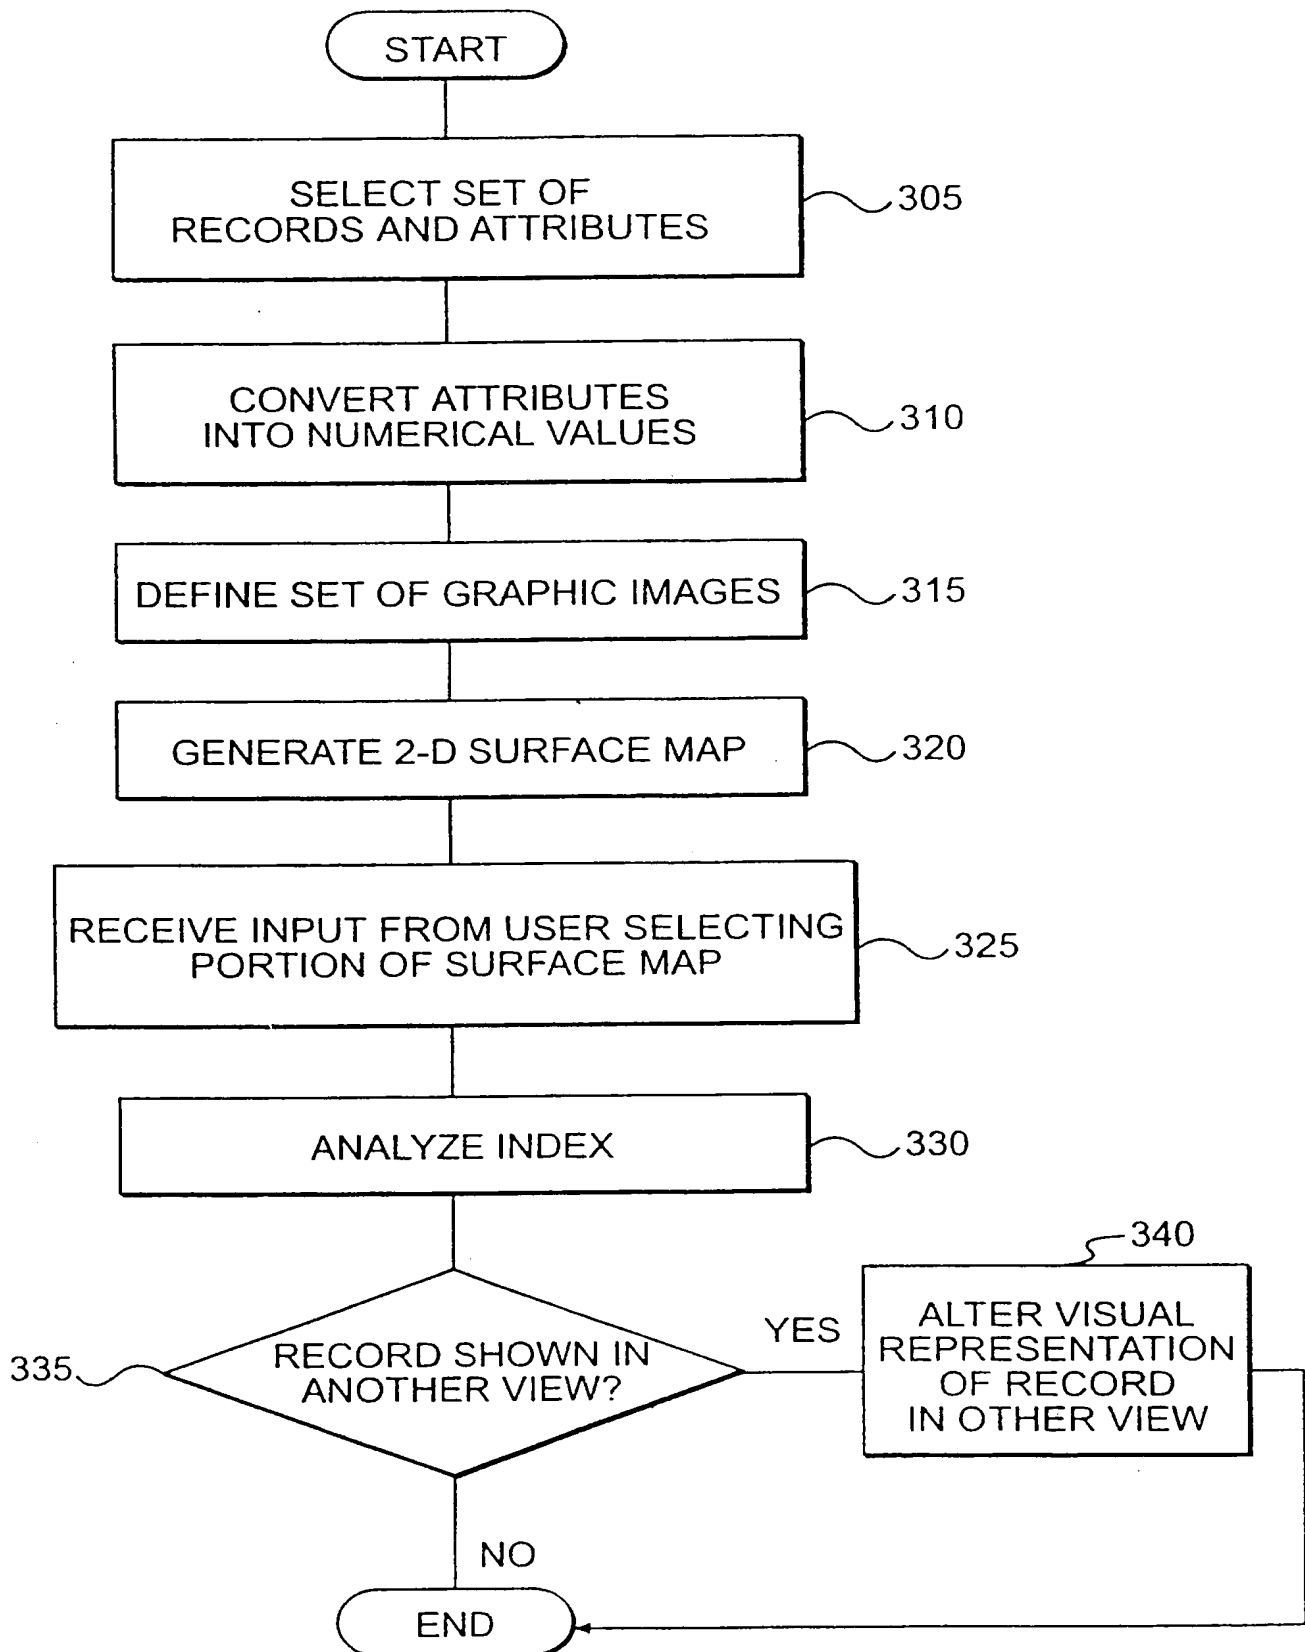 START
SELECT SET OF
RECORDS AND ATTRIBUTES
305
CONVERT ATTRIBUTES
INTO NUMERICAL VALUES
310
DEFINE SET OF GRAPHIC IMAGES
315
GENERATE 2-D SURFACE MAP
320
RECEIVE INPUT FROM USER SELECTING
PORTION OF SURFACE MAP
325
ANALYZE INDEX
330
335
RECORD SHOWN IN
ANOTHER VIEW?
YES
340
ALTER VISUAL
REPRESENTATION
OF RECORD
IN OTHER VIEW
NO
END